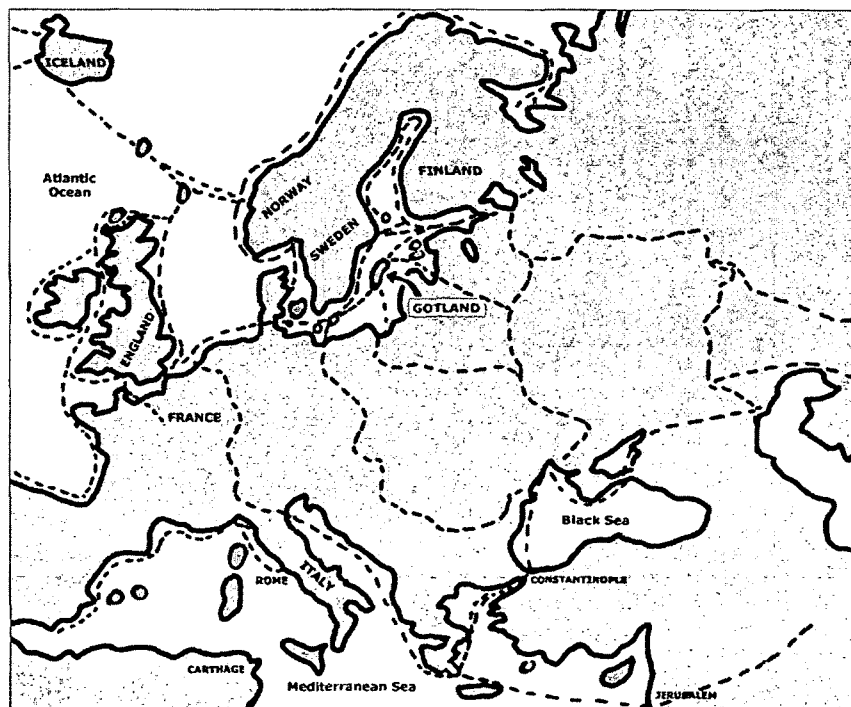 ICELAND
Atlantic
Ocean
NORWAY
FINLAND
SWEDEN
GOTLAND
ENGLAND
FRANCE
Black Sea
ITALY
ROME
CONSTANTINOPLE
CARTHAGE
Mediterranean Sea
JERUSALEM